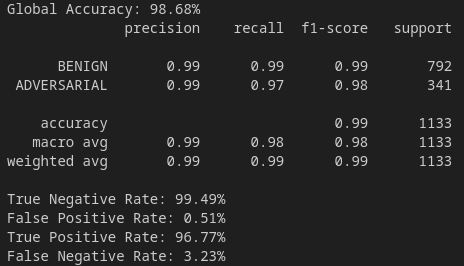 Global Accuracy: 98.68%
precision recall f1-score support
BENIGN 0.99 0.99 0.99 792
ADVERSARIAL 0.99 0.97 0.98 341
accuracy 0.99 1133
macro avg 0.99 0.98 0.98 1133
weighted avg 0.99 0.99 0.99 1133
True Negative Rate: 99.49%
False Positive Rate: 0.51%
True Positive Rate: 96.77%
False Negative Rate: 3.23%